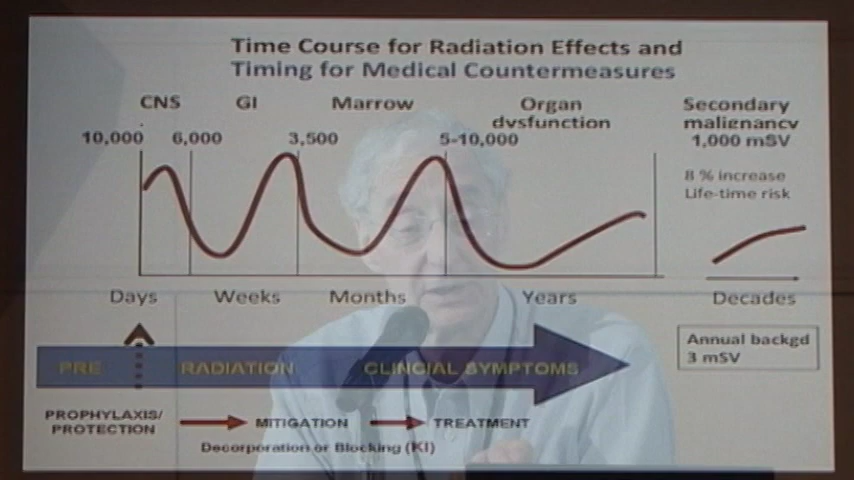 Time Course for Radiation Effects and
Timing for Medical Countermeasures
CNS GI Marrow Organ dysfunction Secondary malignancy
10,000 6,000 3,500 5-10,000 1,000 mSV
8 % increase
Life-time risk
Days Weeks Months Years Decades
Annual backgd
3 mSV
PRE RADIATION CLINCIAL SYMPTOMS
PROPHYLAXIS/
PROTECTION
MITIGATION TREATMENT
Decorporation or Blocking (KI)